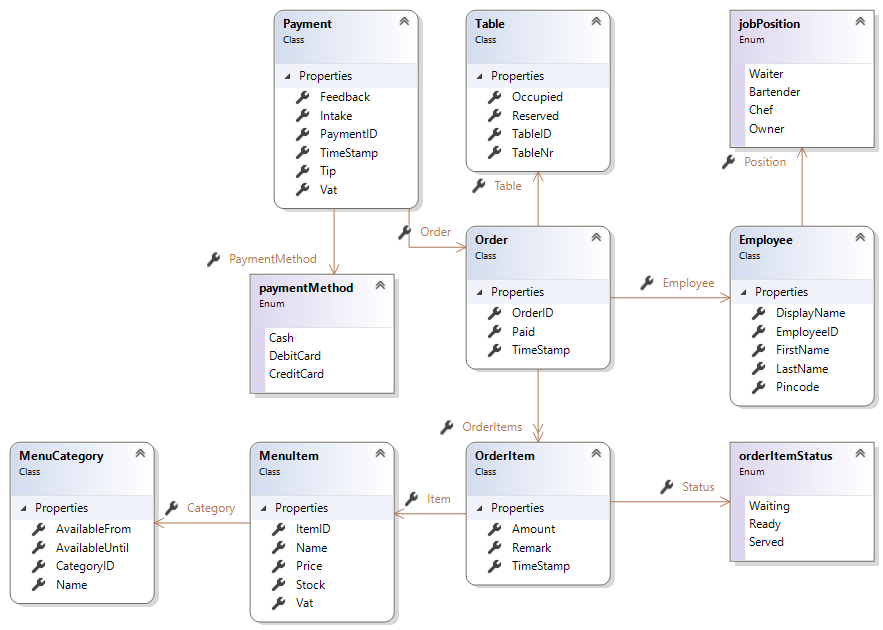 Payment
Class
Properties
Feedback
Intake
PaymentID
TimeStamp
Tip
Vat
Table
Class
Properties
Occupied
Reserved
TableID
TableNr
jobPosition
Enum
Waiter
Bartender
Chef
Owner
Table
Position
PaymentMethod
Order
paymentMethod
Enum
Cash
DebitCard
CreditCard
Order
Class
Properties
OrderID
Paid
TimeStamp
Employee
Employee
Class
Properties
DisplayName
EmployeeID
FirstName
LastName
Pincode
OrderItems
MenuCategory
Class
Properties
AvailableFrom
AvailableUntil
CategoryID
Name
Category
MenuItem
Class
Properties
ItemID
Name
Price
Stock
Vat
Item
OrderItem
Class
Properties
Amount
Remark
TimeStamp
Status
orderItemStatus
Enum
Waiting
Ready
Served